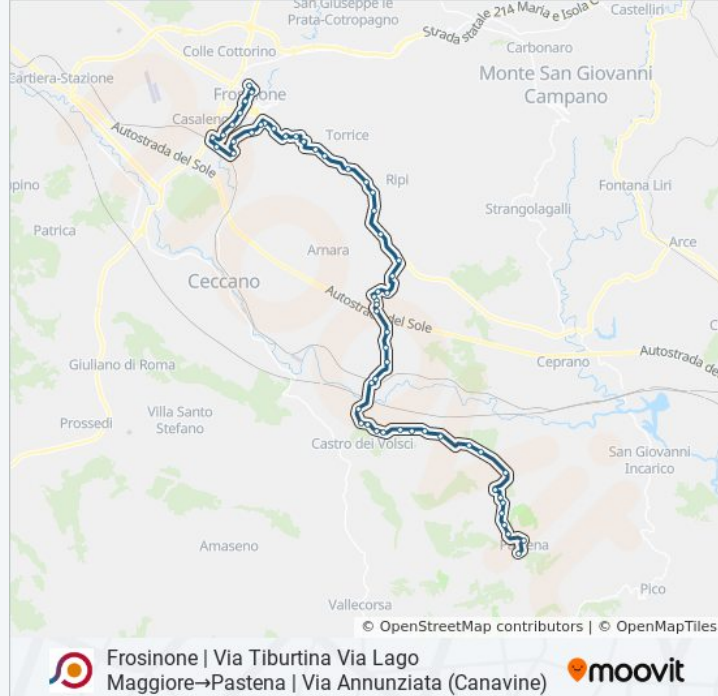 San Giuseppe le
Prata-Cotropagno
Castelliri
Strada statale 214 Maria e Isola C
Colle Cottorino
Carbonaro
Cartiera-Stazione
Monte San Giovanni
Campano
Frosinone
Casaleno
Autostrada del Sole
Torrice
Ripi
Fontana Liri
Strangolagalli
Patrica
Arnara
Arce
Ceccano
Autostrada del Sole
Ceprano
Autostrada de
Giuliano di Roma
Prossedi
Villa Santo
Stefano
Castro dei Volsci
San Giovanni
Incarico
Amaseno
Pastena
Pico
Vallecorsa
© OpenStreetMap contributors | © OpenMapTiles
Frosinone | Via Tiburtina Via Lago
Maggiore→Pastena | Via Annunziata (Canavine)
moovit